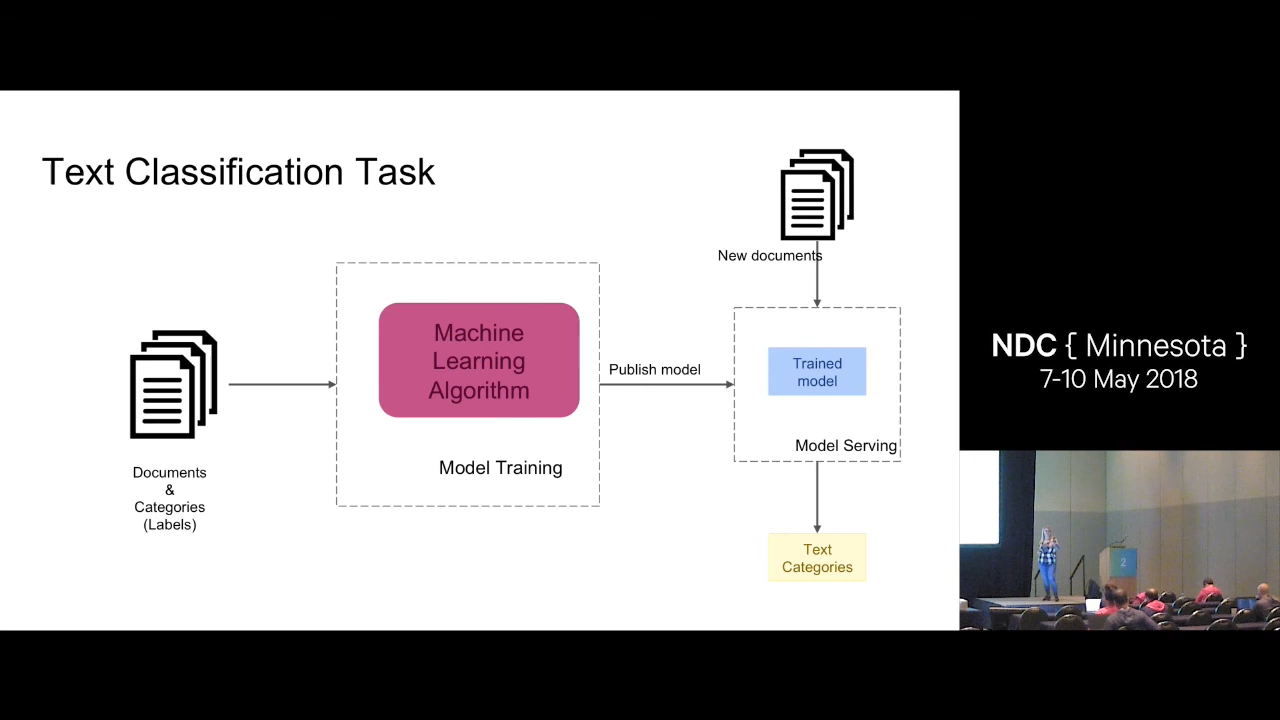 Text Classification Task
New documents
Machine
Learning
Algorithm
Publish model
Trained
model
Model Serving
Model Training
Documents
&
Categories
(Labels)
Text
Categories
NDC { Minnesota }
7-10 May 2018
2